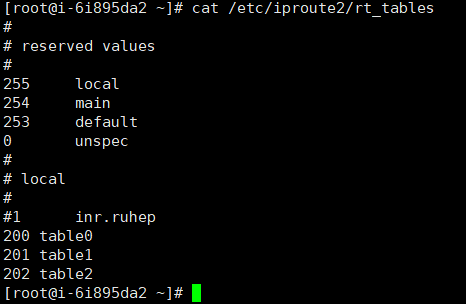 [root@i-6i895da2 ~]# cat /etc/iproute2/rt_tables
#
# reserved values
#
255     local
254     main
253     default
0       unspec
#
# local
#
#1      inr.ruhep
200 table0
201 table1
202 table2
[root@i-6i895da2 ~]#